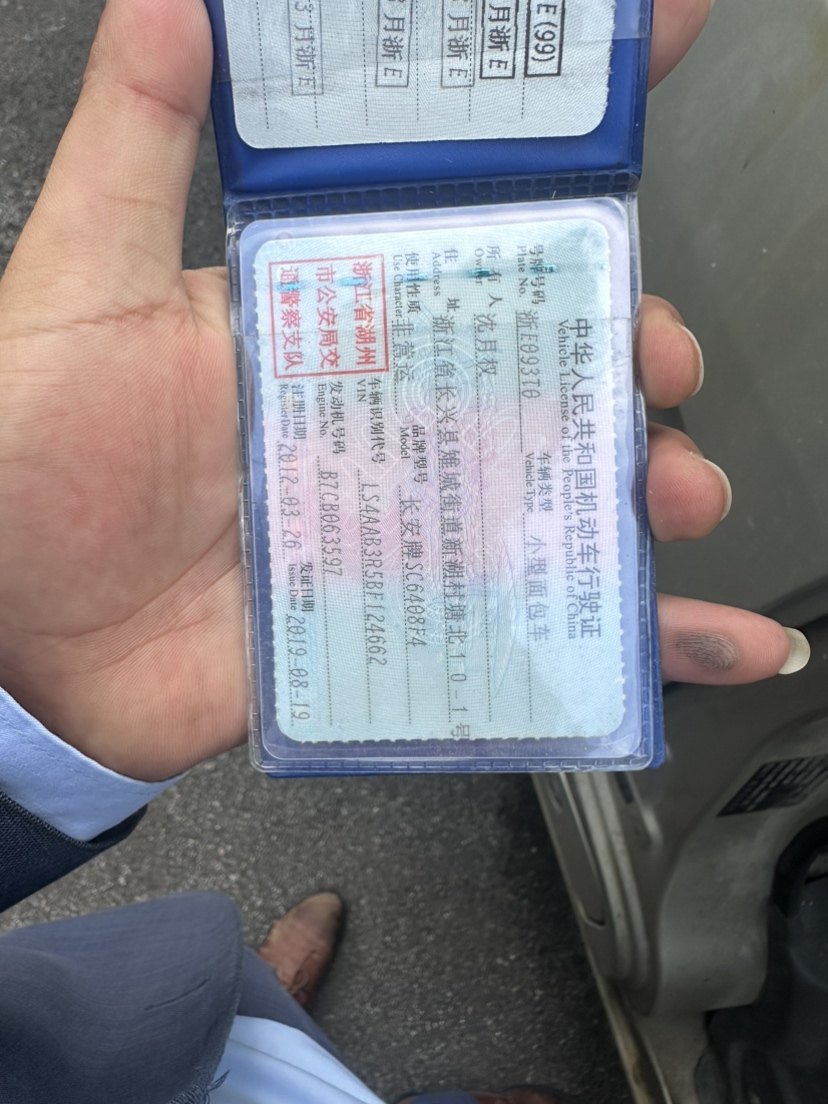 E(99)
月浙E
3月浙E
3月浙E
3月浙E
中华人民共和国机动车行驶证
Vehicle License of the People's Republic of China
号牌号码 浙E093T0 车辆类型 小型面包车
Plate No. Vehicle Type
所有人 沈月权
Owner
住址 浙江省长兴县雉城街道新湖村塘北10-1号
Address
使用性质 非营运 品牌型号 长安牌SC6408F4
Use Character Model
浙江省湖州
市公安局交
通警察支队
车辆识别代号 LS4AAB3R5BF124662
VIN
发动机号码 B7CB063597
Engine No.
注册日期 2012-03-26 发证日期 2019-08-19
Register Date Issue Date